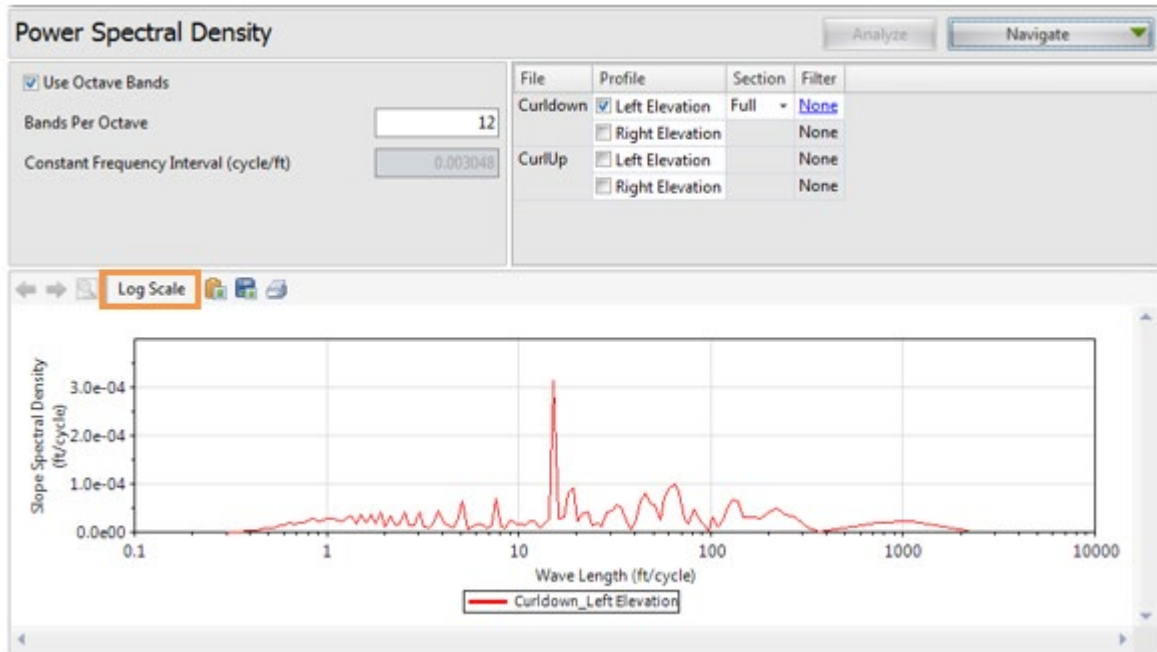 Power Spectral Density
Analyze
Navigate
Use Octave Bands
Bands Per Octave 12
Constant Frequency Interval (cycle/ft) 0.003048
File Profile Section Filter
Curldown Left Elevation Full None
Right Elevation None
CurlUp Left Elevation None
Right Elevation None
Log Scale
Slope Spectral Density
(ft/cycle)
3.0e-04
2.0e-04
1.0e-04
0.0e00
0.1 1 10 100 1000 10000
Wave Length (ft/cycle)
Curldown_Left Elevation